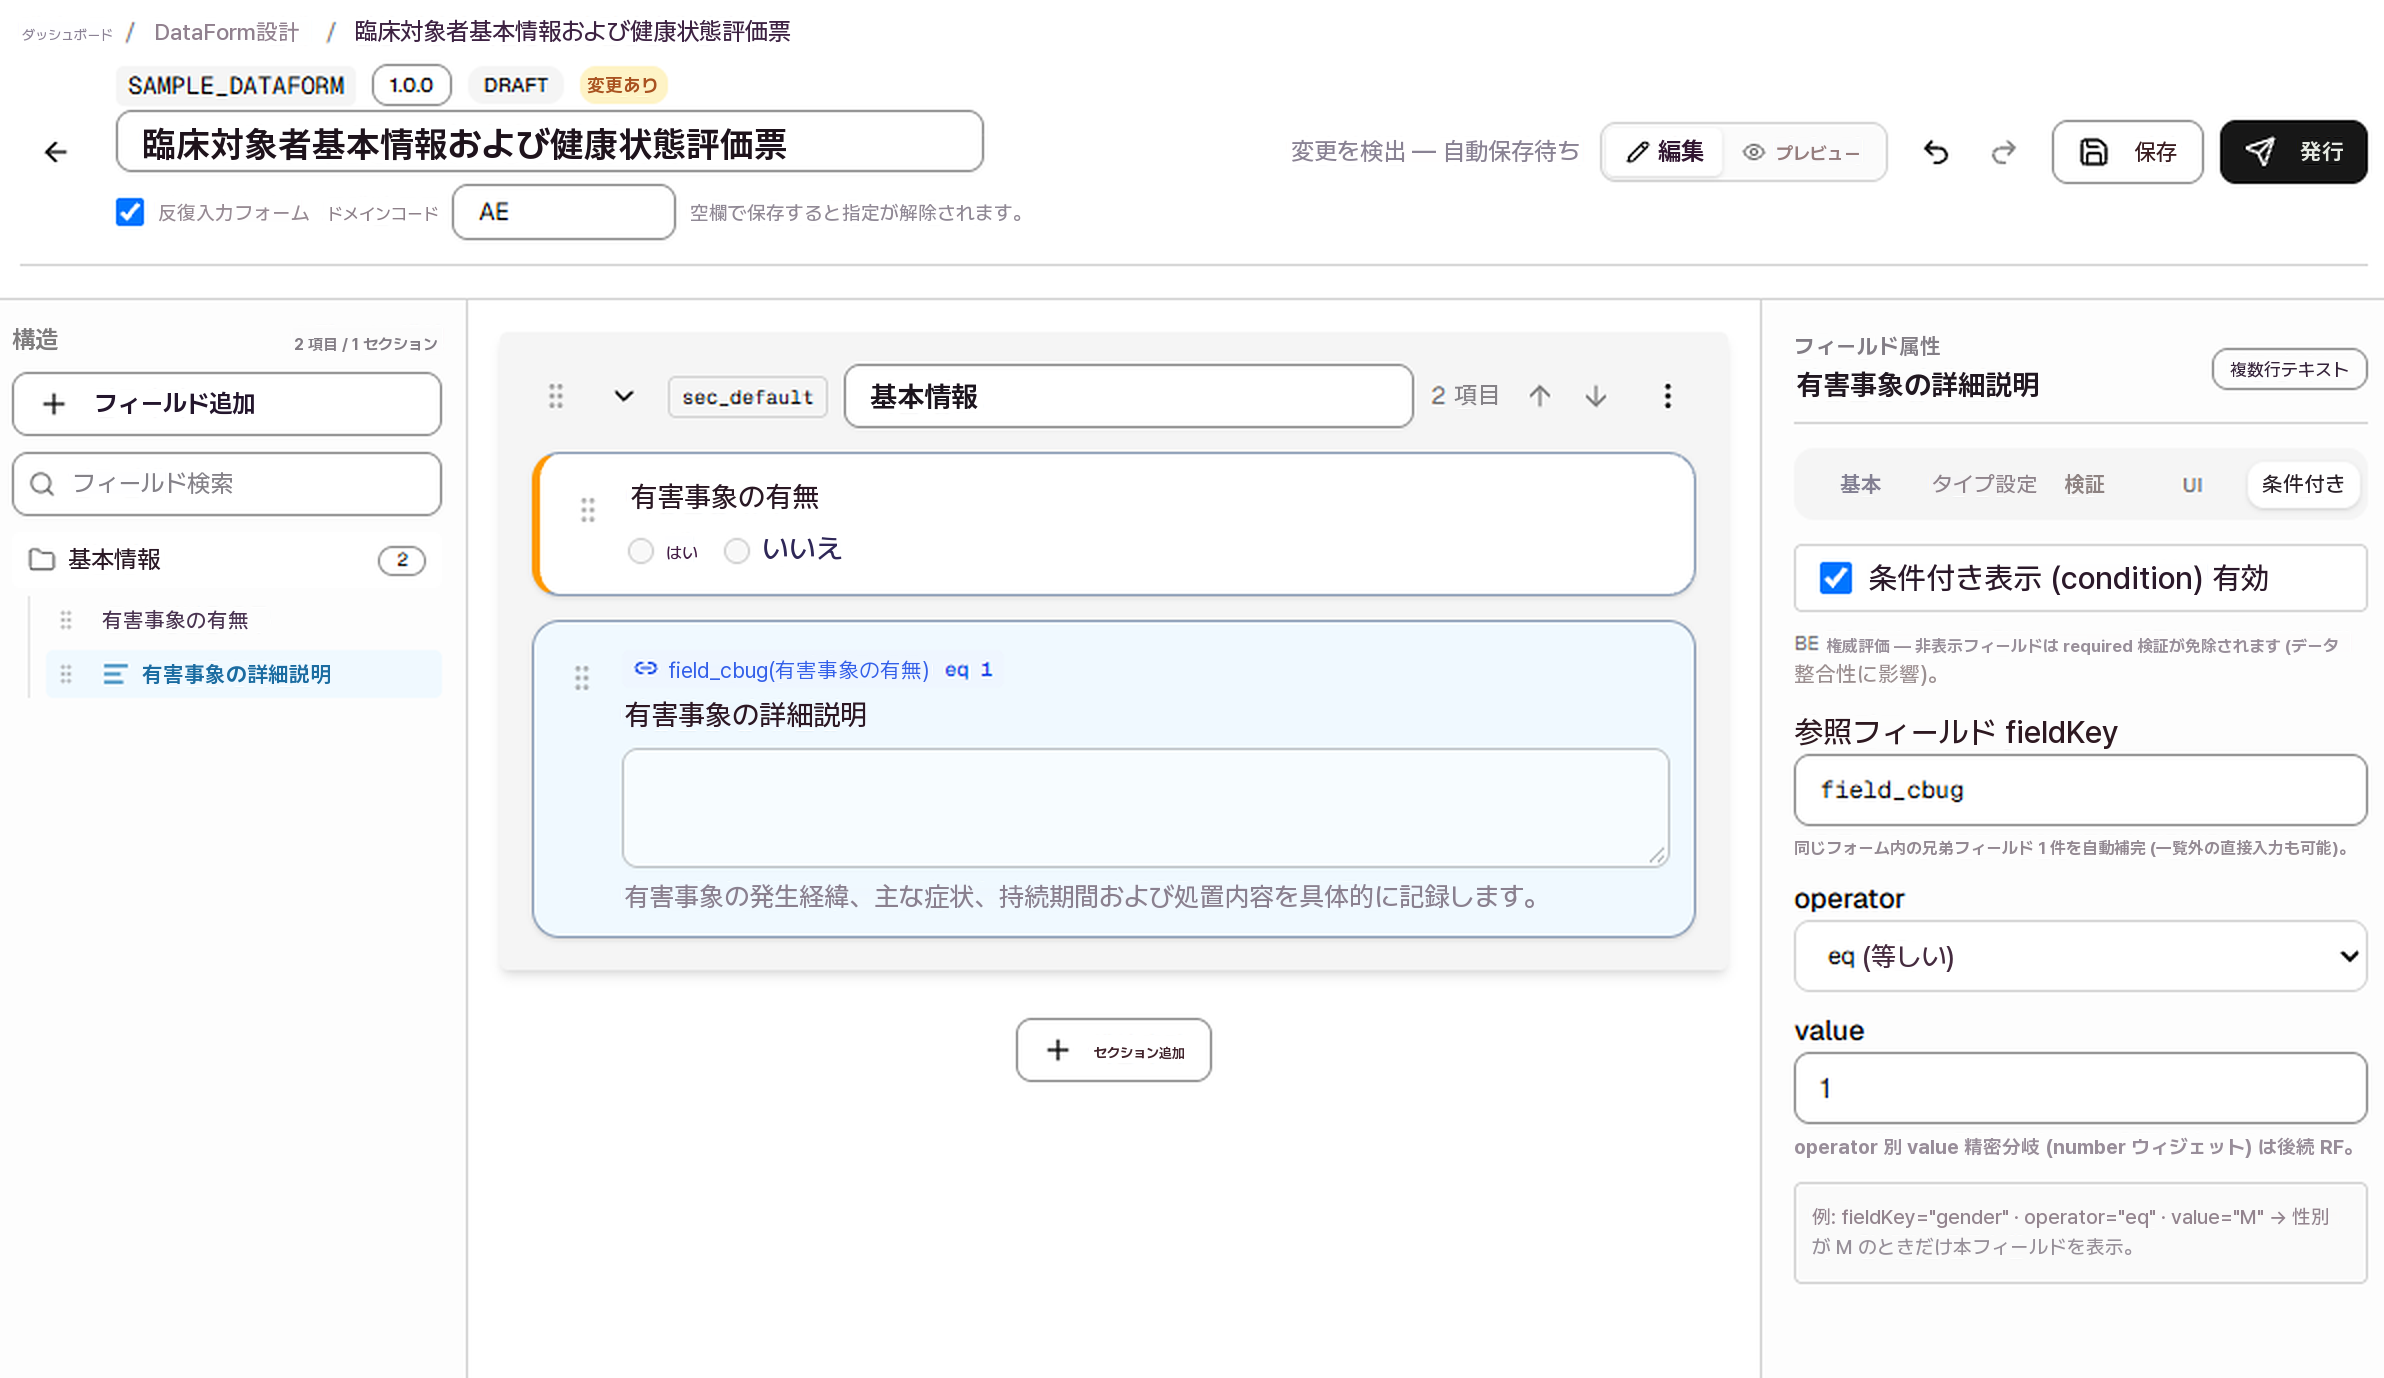 ダッシュボード / DataForm設計 / 臨床対象者基本情報および健康状態評価票
SAMPLE_DATAFORM 1.0.0 DRAFT 変更あり
臨床対象者基本情報および健康状態評価票
変更を検出 — 自動保存待ち 編集 プレビュー 保存 発行
反復入力フォーム ドメインコード AE 空欄で保存すると指定が解除されます。
構造 2 項目 / 1 セクション
フィールド追加
フィールド検索
基本情報 2
有害事象の有無
有害事象の詳細説明
sec_default 基本情報 2 項目
有害事象の有無
はい いいえ
field_cbug(有害事象の有無) eq 1
有害事象の詳細説明
有害事象の発生経緯、主な症状、持続期間および処置内容を具体的に記録します。
セクション追加
フィールド属性
有害事象の詳細説明 複数行テキスト
基本 タイプ設定 検証 UI 条件付き
条件付き表示 (condition) 有効
BE 権威評価 — 非表示フィールドは required 検証が免除されます (データ
整合性に影響)。
参照フィールド fieldKey
field_cbug
同じフォーム内の兄弟フィールド 1 件を自動補完 (一覧外の直接入力も可能)。
operator
eq (等しい)
value
1
operator 別 value 精密分岐 (number ウィジェット) は後続 RF。
例: fieldKey="gender" · operator="eq" · value="M" → 性別
が M のときだけ本フィールドを表示。